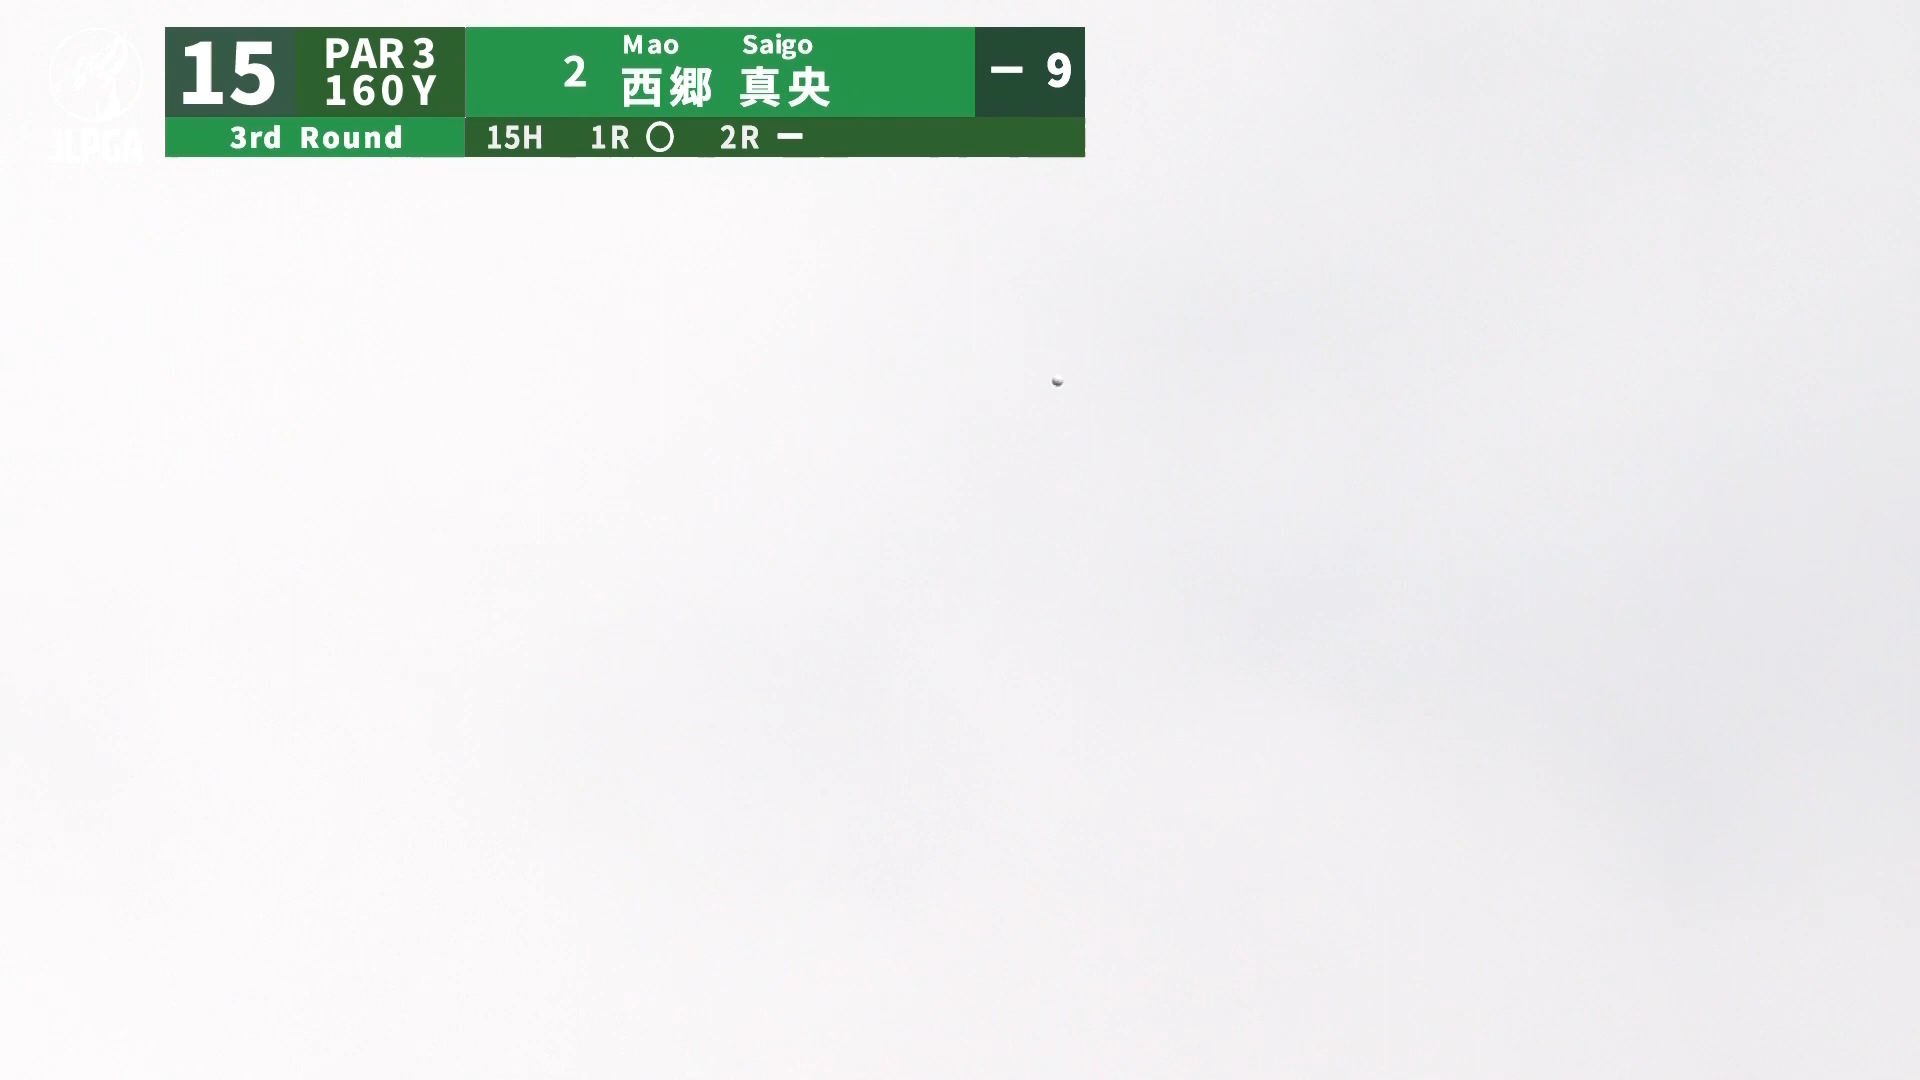 JLPGA
15
PAR 3
160Y
3rd Round
2
Mao Saigo
西郷 真央
− 9
15H 1R ○ 2R −